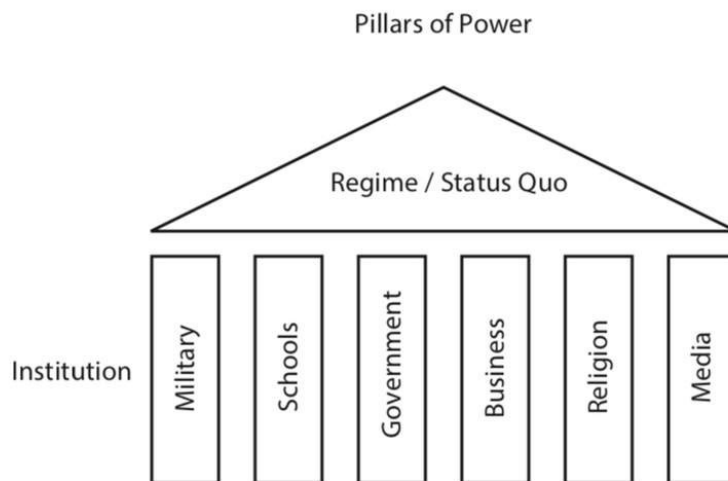 Pillars of Power
Regime / Status Quo
Institution
Military
Schools
Government
Business
Religion
Media